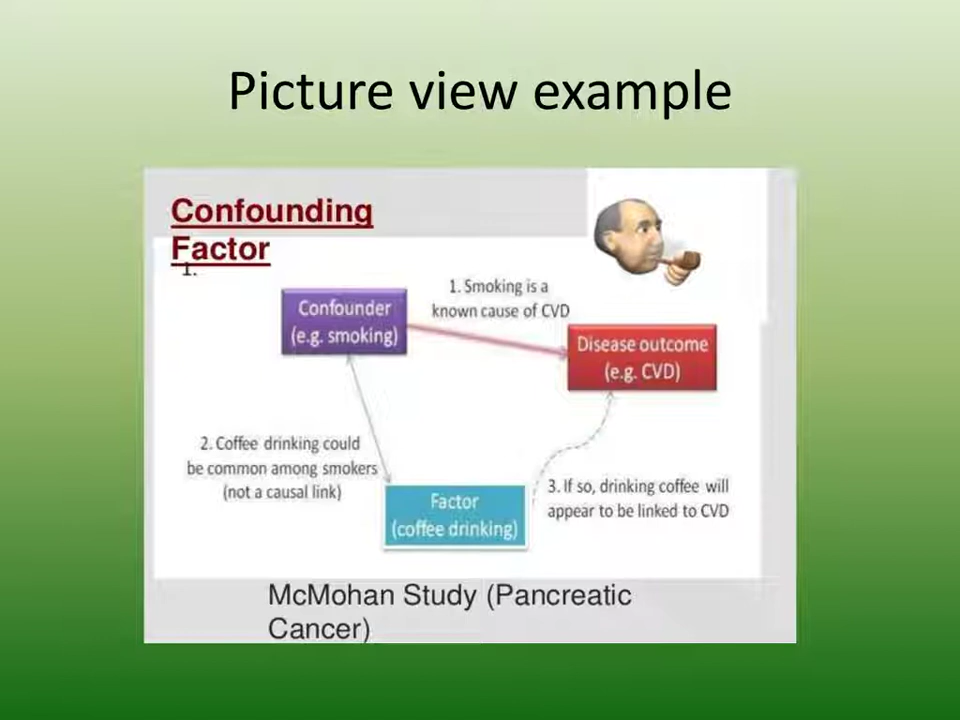 Picture view example
Confounding
Factor
1.
Confounder
(e.g. smoking)
1. Smoking is a
known cause of CVD
Disease outcome
(e.g. CVD)
2. Coffee drinking could
be common among smokers
(not a causal link)
Factor
(coffee drinking)
3. If so, drinking coffee will
appear to be linked to CVD
McMohan Study (Pancreatic
Cancer)